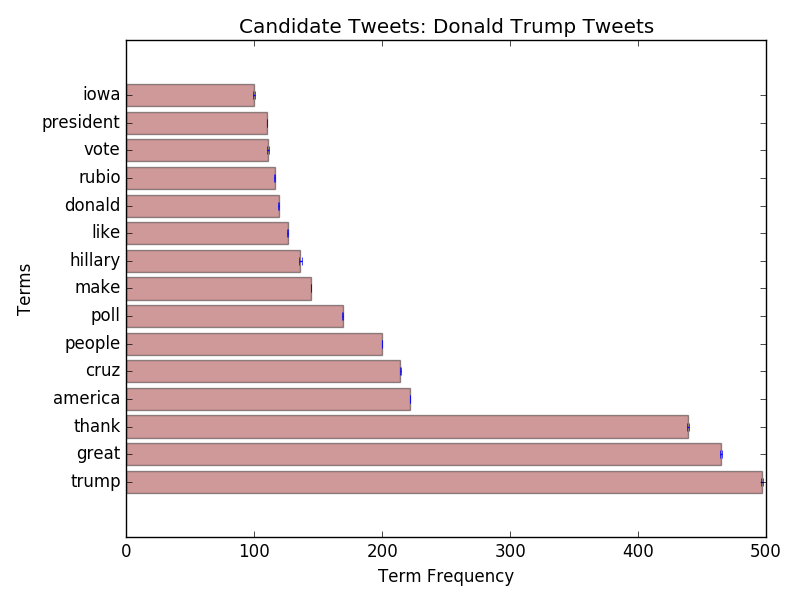 Candidate Tweets: Donald Trump Tweets
iowa
president
vote
rubio
donald
like
hillary
make
poll
people
cruz
america
thank
great
trump
Terms
0 100 200 300 400 500
Term Frequency